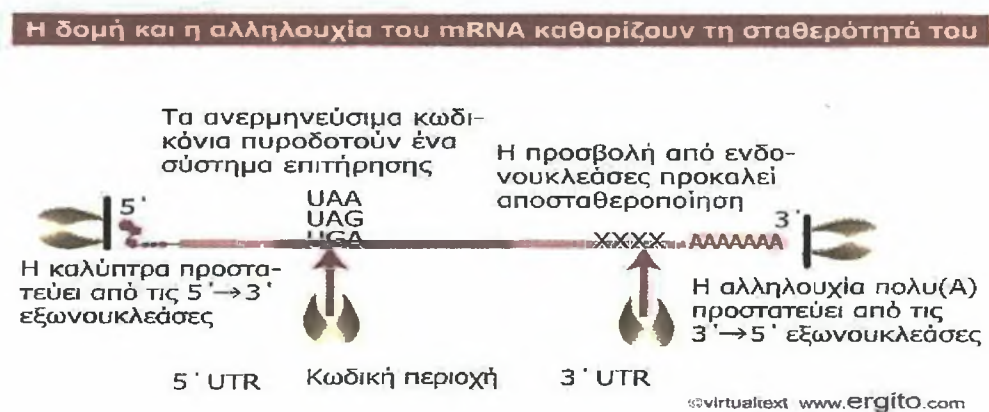 Η δομή και η αλληλουχία του mRNA καθορίζουν τη σταθερότητά του
Τα ανερμηνεύσιμα κωδι-
κόνια πυροδοτούν ένα
σύστημα επιτήρησης
Η προσβολή από ενδο-
νουκλεάσες προκαλεί
αποσταθεροποίηση
5'
UAA
UAG
UGA
XXXX
AAAAAAA
3'
Η καλύπτρα προστα-
τεύει από τις 5'→3'
εξωνουκλεάσες
Η αλληλουχία πολυ(Α)
προστατεύει από τις
3'→5' εξωνουκλεάσες
5' UTR Κωδική περιοχή 3' UTR
©virtualtext www.ergito.com